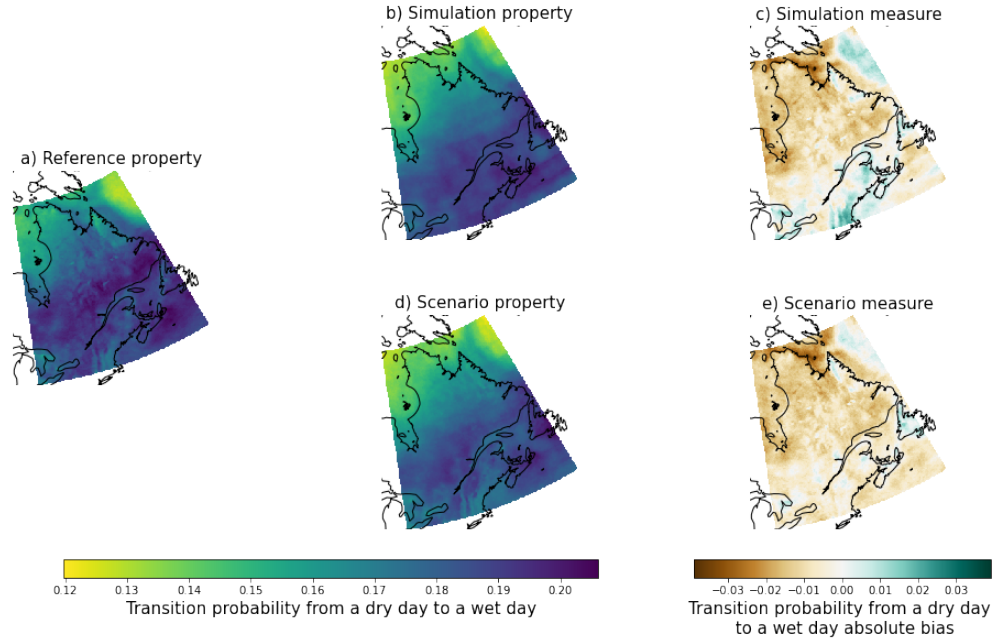 b) Simulation property
c) Simulation measure
a) Reference property
d) Scenario property
e) Scenario measure
0.12 0.13 0.14 0.15 0.16 0.17 0.18 0.19 0.20
Transition probability from a dry day to a wet day
−0.03 −0.02 −0.01 0.00 0.01 0.02 0.03
Transition probability from a dry day
to a wet day absolute bias